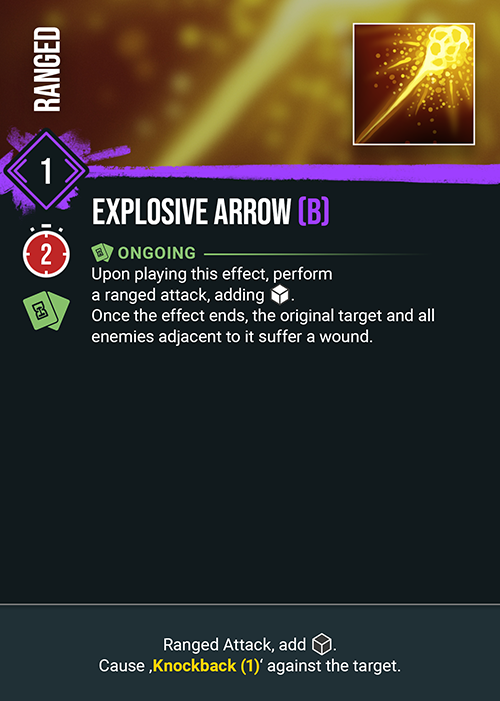 RANGED
1
EXPLOSIVE ARROW (B)
2
ONGOING
Upon playing this effect, perform
a ranged attack, adding .
Once the effect ends, the original target and all
enemies adjacent to it suffer a wound.
Ranged Attack, add .
Cause ‚Knockback (1)‘ against the target.